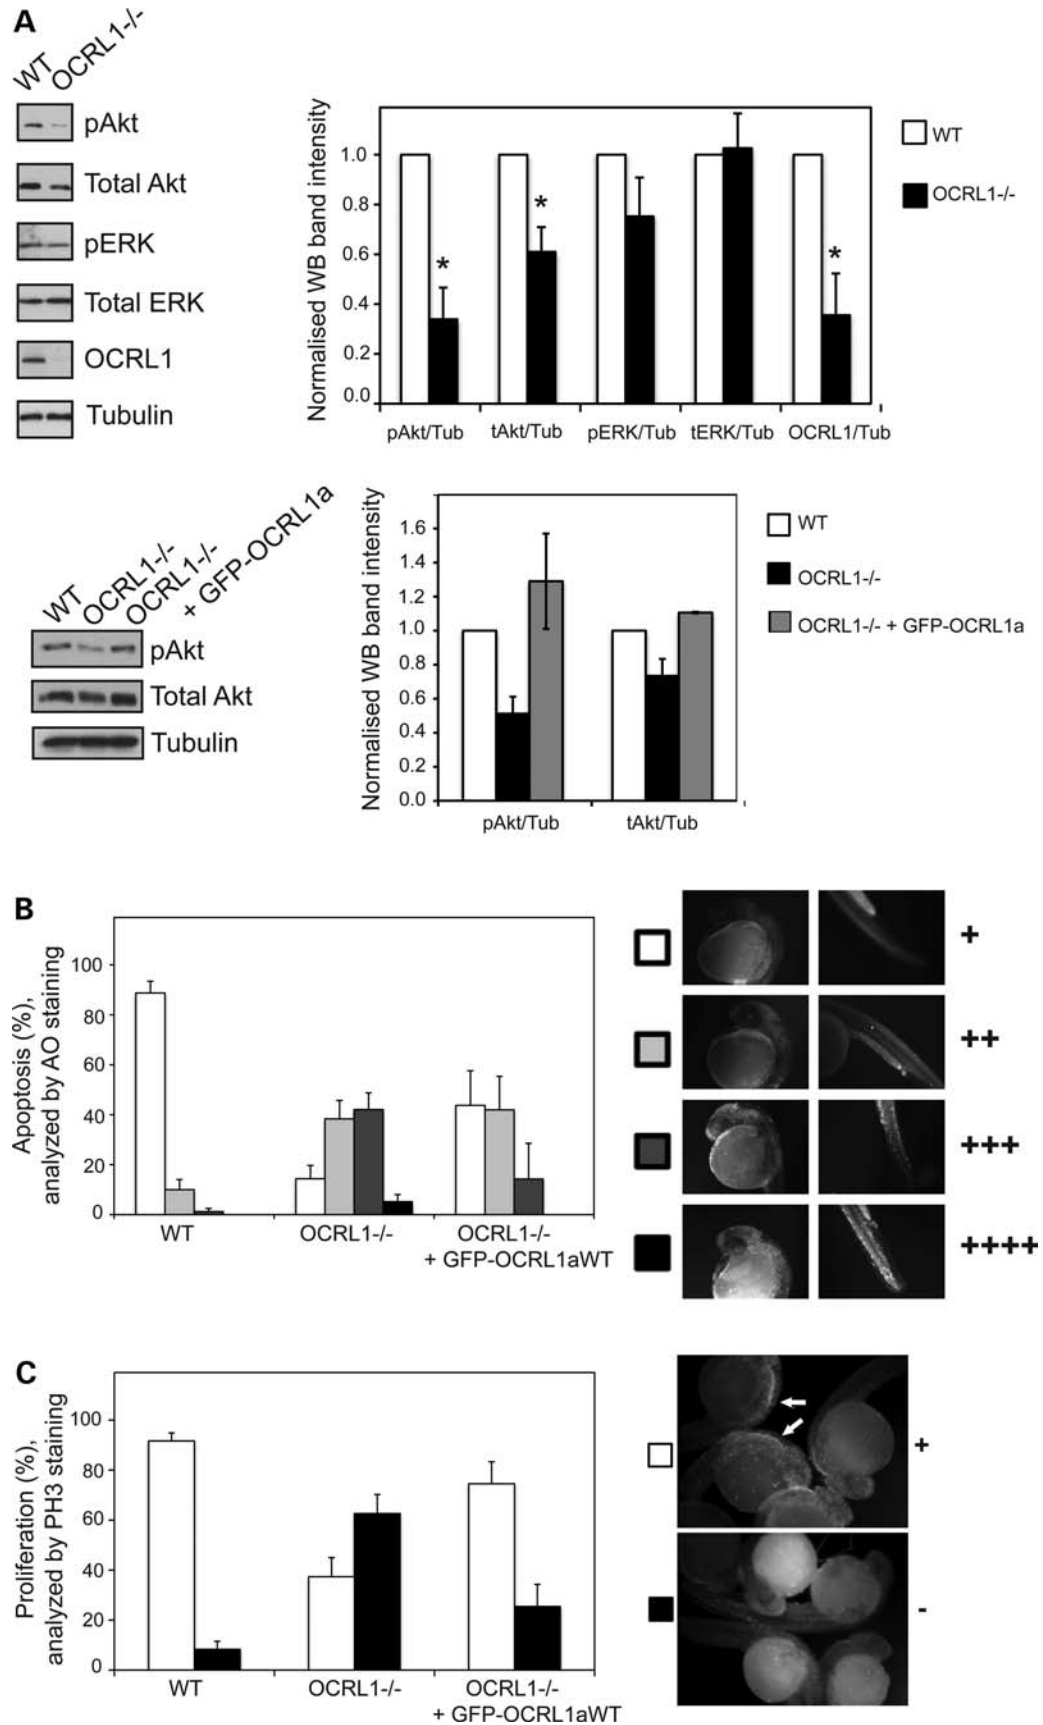 A
WT
OCRL1-/-
pAkt
Total Akt
pERK
Total ERK
OCRL1
Tubulin
Normalised WB band intensity
1.0
0.8
0.6
0.4
0.2
0.0
*
*
*
pAkt/Tub tAkt/Tub pERK/Tub tERK/Tub OCRL1/Tub
WT
OCRL1-/-
WT
OCRL1-/-
OCRL1-/-
+ GFP-OCRL1a
pAkt
Total Akt
Tubulin
Normalised WB band intensity
1.6
1.4
1.2
1.0
0.8
0.6
0.4
0.2
0.0
pAkt/Tub tAkt/Tub
WT
OCRL1-/-
OCRL1-/- + GFP-OCRL1a
B
Apoptosis (%),
analyzed by AO staining
100
80
60
40
20
0
WT OCRL1-/- OCRL1-/-
+ GFP-OCRL1aWT
+
++
+++
++++
C
Proliferation (%),
analyzed by PH3 staining
100
80
60
40
20
0
WT OCRL1-/- OCRL1-/-
+ GFP-OCRL1aWT
+
-